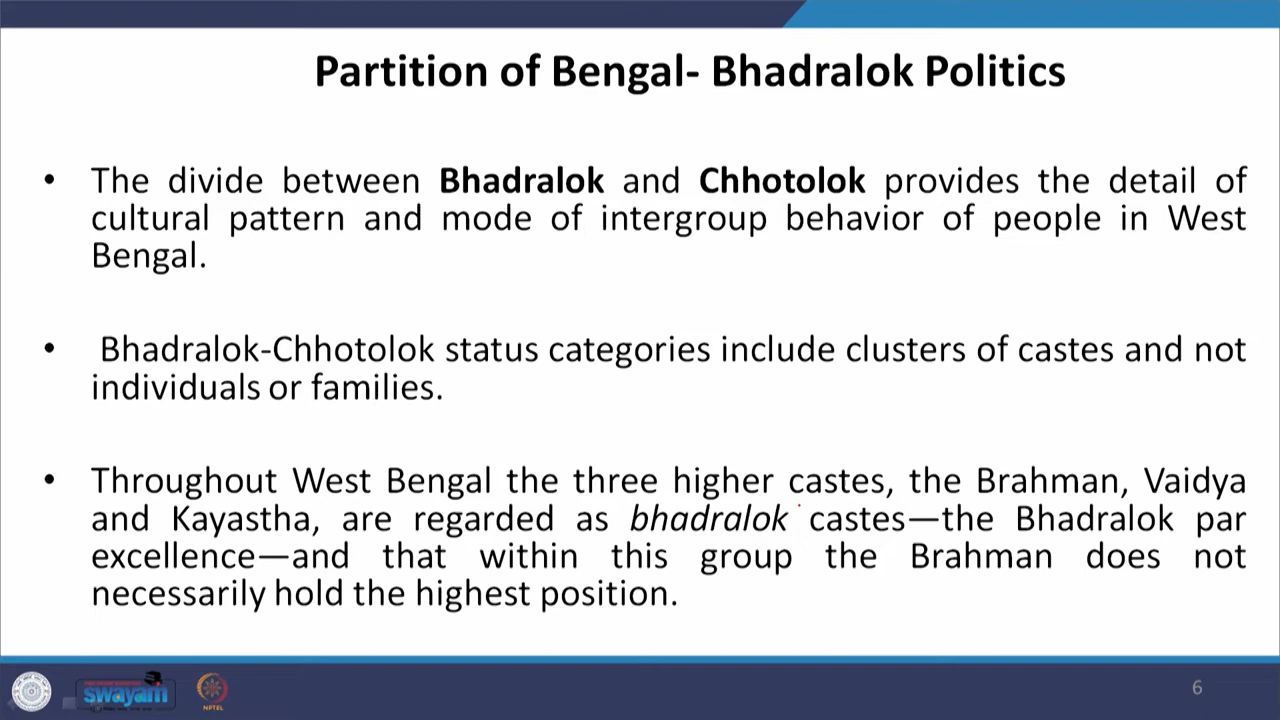 Partition of Bengal- Bhadralok Politics
• The divide between Bhadralok and Chhotolok provides the detail of
cultural pattern and mode of intergroup behavior of people in West
Bengal.
• Bhadralok-Chhotolok status categories include clusters of castes and not
individuals or families.
• Throughout West Bengal the three higher castes, the Brahman, Vaidya
and Kayastha, are regarded as bhadralok castes—the Bhadralok par
excellence—and that within this group the Brahman does not
necessarily hold the highest position.
swayam
NPTEL
6